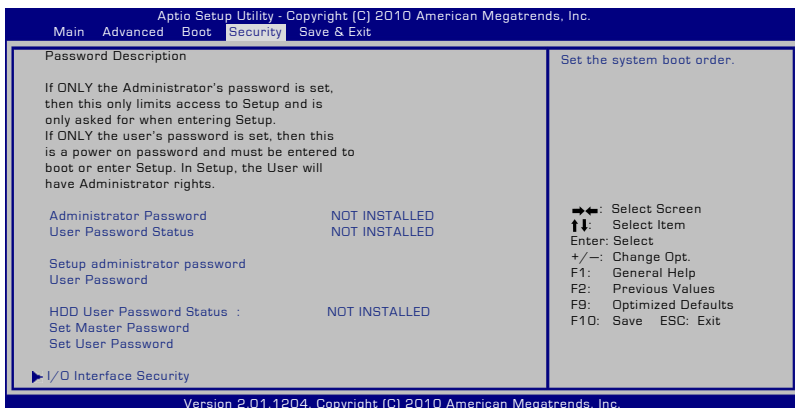 Aptio Setup Utility - Copyright (C) 2010 American Megatrends, Inc.
Main Advanced Boot Security Save & Exit
Password Description
If ONLY the Administrator's password is set,
then this only limits access to Setup and is
only asked for when entering Setup.
If ONLY the user's password is set, then this
is a power on password and must be entered to
boot or enter Setup. In Setup, the User will
have Administrator rights.
Administrator Password NOT INSTALLED
User Password Status NOT INSTALLED
Setup administrator password
User Password
HDD User Password Status : NOT INSTALLED
Set Master Password
Set User Password
I/O Interface Security
Set the system boot order.
→←: Select Screen
↑↓: Select Item
Enter: Select
+/—: Change Opt.
F1: General Help
F2: Previous Values
F9: Optimized Defaults
F10: Save ESC: Exit
Version 2.01.1204. Copyright (C) 2010 American Megatrends, Inc.